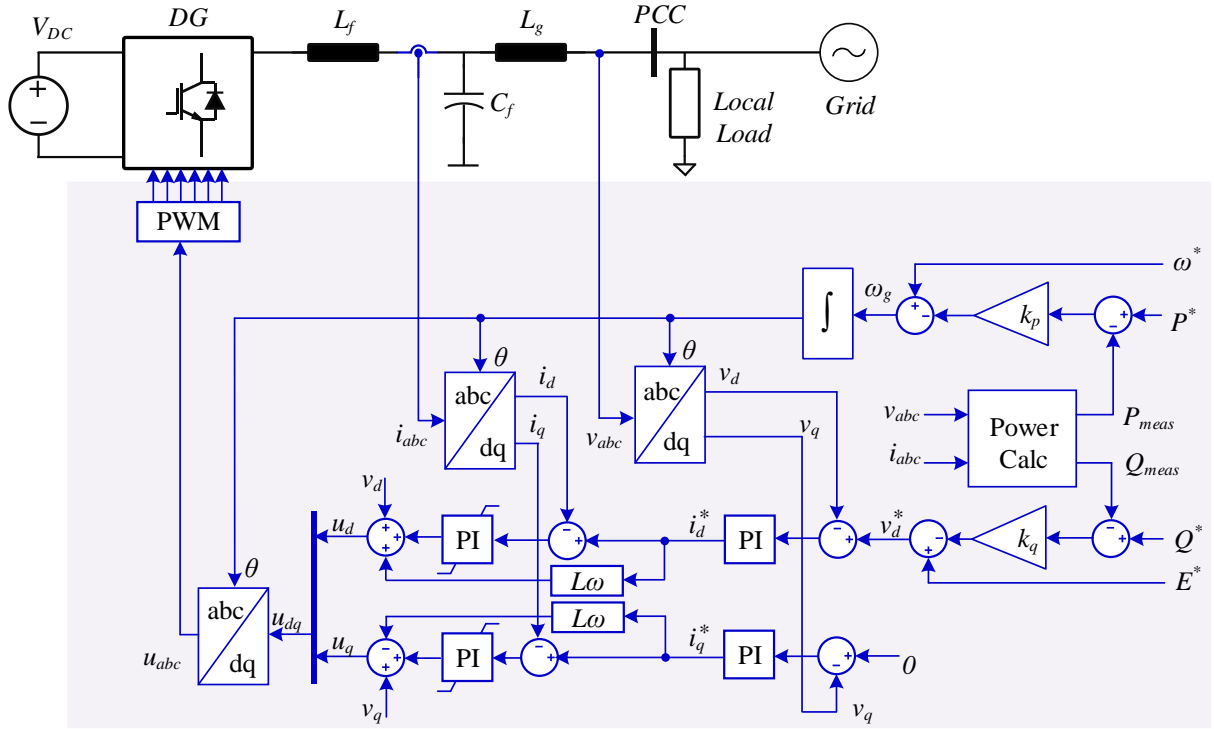 V_DC
DG
L_f
L_g
PCC
C_f
Local
Load
Grid
+
−
PWM
ω*
ω_g
∫
+
−
k_p
+
−
P*
θ
θ
θ
abc
dq
i_d
i_q
i_abc
abc
dq
v_d
v_q
v_abc
v_abc
i_abc
Power
Calc
P_meas
Q_meas
v_d
+
+
+
u_d
PI
−
+
i_d*
PI
−
+
v_d*
−
+
k_q
−
+
Q*
E*
Lω
Lω
abc
dq
u_dq
u_abc
u_q
−
+
+
v_q
PI
−
+
i_q*
PI
+
−
0
v_q